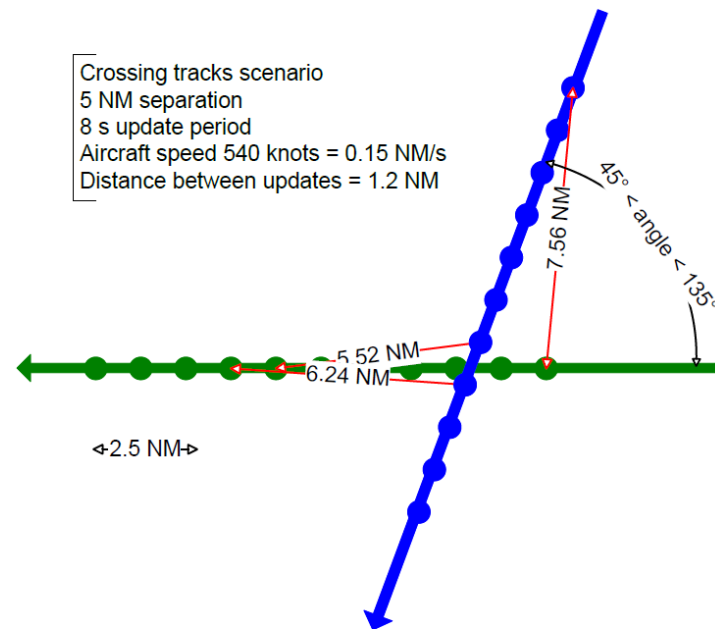 Crossing tracks scenario
5 NM separation
8 s update period
Aircraft speed 540 knots = 0.15 NM/s
Distance between updates = 1.2 NM
45° < angle < 135°
7.56 NM
5.52 NM
6.24 NM
2.5 NM